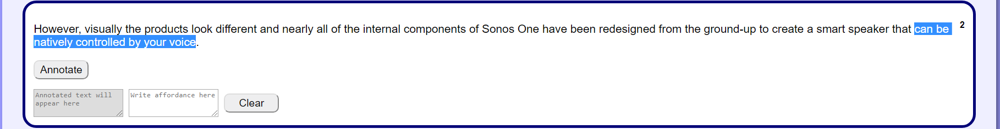 However, visually the products look different and nearly all of the internal components of Sonos One have been redesigned from the ground-up to create a smart speaker that can be
2
natively controlled by your voice.
Annotate
Annotated text will
appear here
Write affordance here
Clear